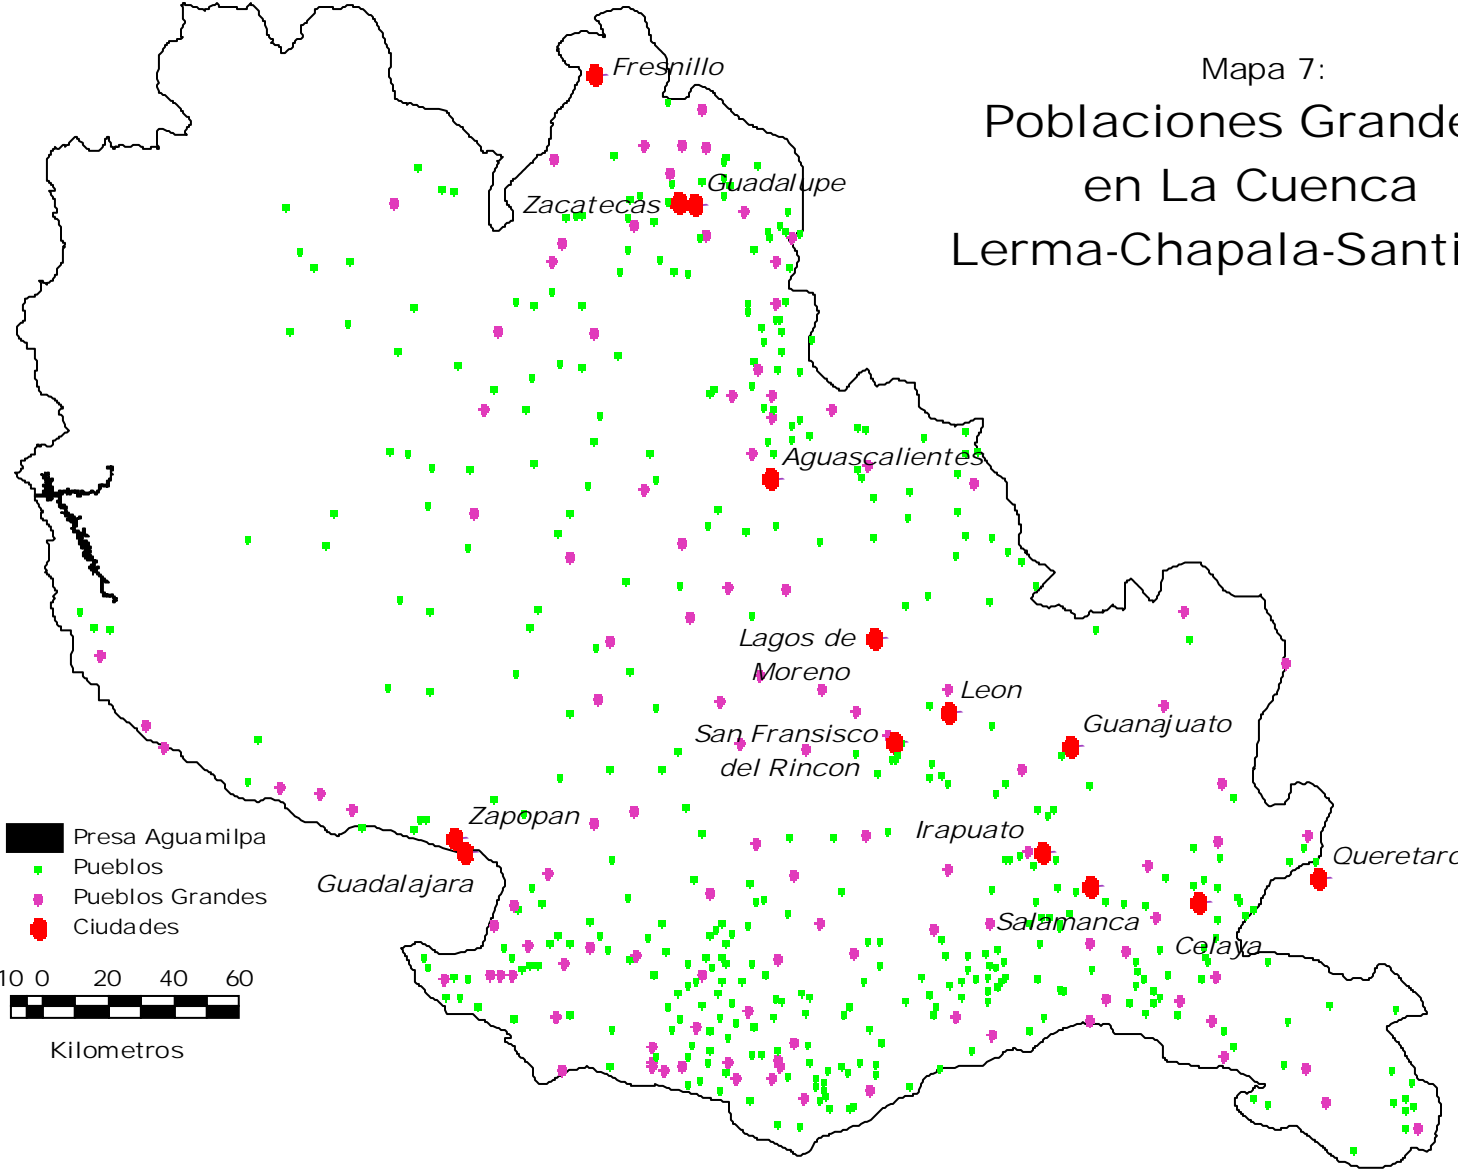 Mapa 7:
Poblaciones Grande
en La Cuenca
Lerma-Chapala-Santi
Fresnillo
Guadalupe
Zacatecas
Aguascalientes
Lagos de
Moreno
Leon
Guanajuato
San Fransisco
del Rincon
Zapopan
Irapuato
Queretaro
Guadalajara
Salamanca
Celaya
Presa Aguamilpa
Pueblos
Pueblos Grandes
Ciudades
10 0 20 40 60
Kilometros